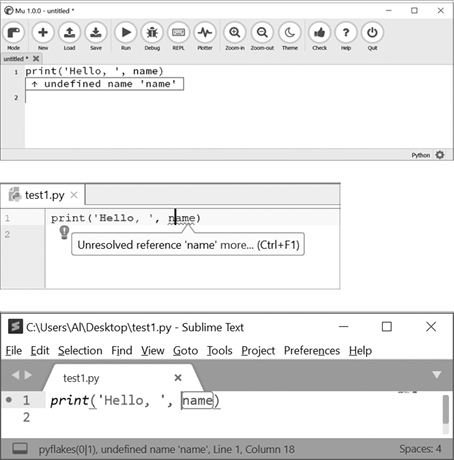 Mu 1.0.0 - untitled *
Mode New Load Save Run Debug REPL Plotter Zoom-in Zoom-out Theme Check Help Quit
untitled *
1 print('Hello, ', name)
↑ undefined name 'name'
2
Python
test1.py
1 print('Hello, ', name)
2
Unresolved reference 'name' more... (Ctrl+F1)
C:\Users\Al\Desktop\test1.py - Sublime Text
File Edit Selection Find View Goto Tools Project Preferences Help
test1.py
1 print('Hello, ', name)
2
pyflakes(0|1), undefined name 'name', Line 1, Column 18 Spaces: 4